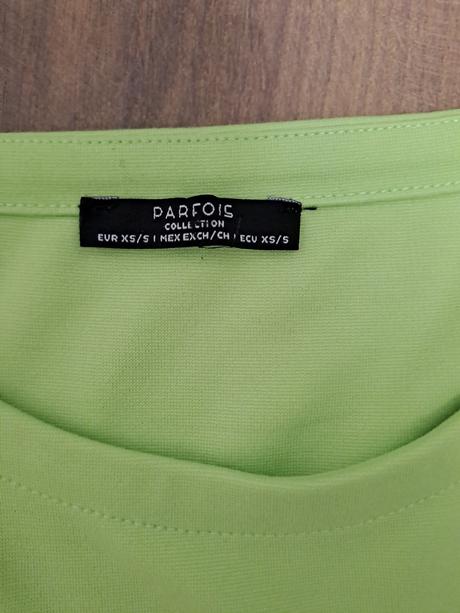 PARFOIS
COLLECTION
EUR XS/S | MEX EXCH/CH | ECU XS/S